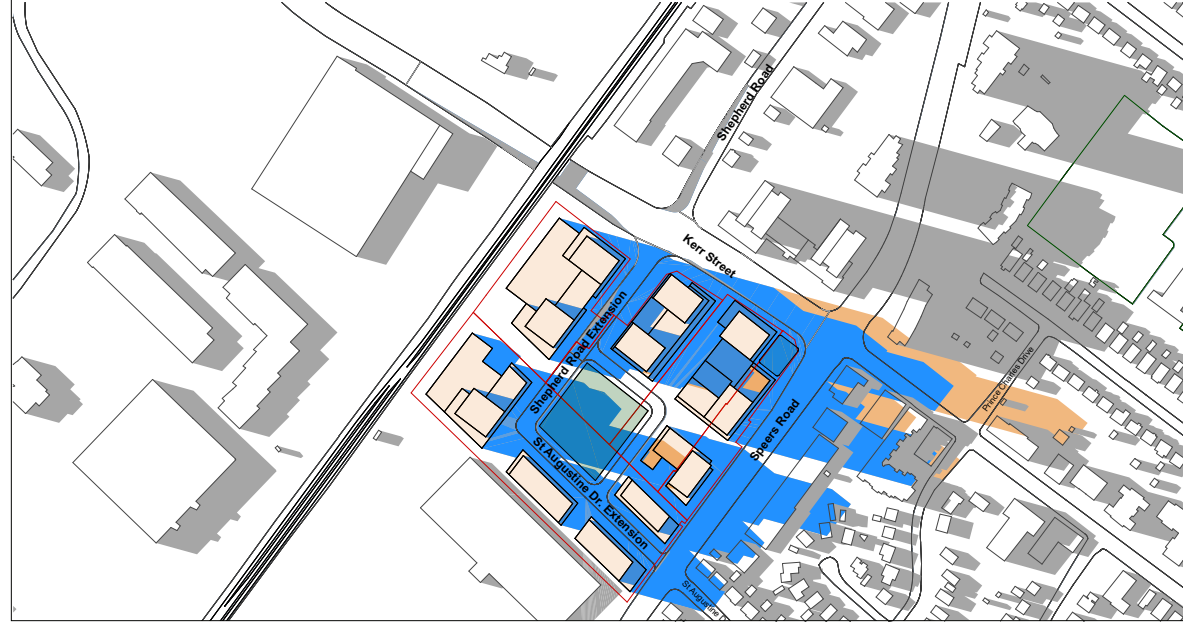 Shepherd Road
Kerr Street
Shepherd Road Extension
Prince Charles Drive
Speers Road
St Augustine Dr. Extension
St Augustine D